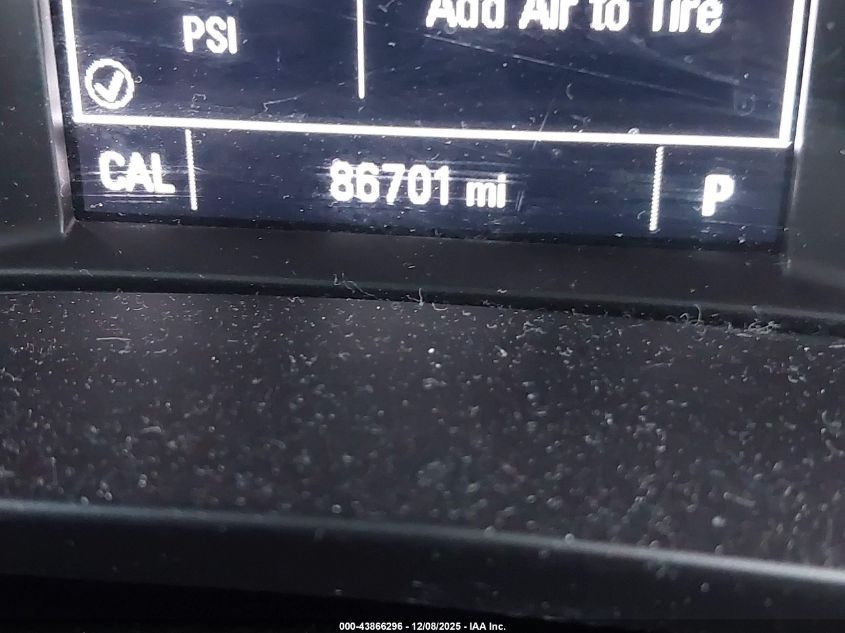 PSI
Add Air to Tire
CAL 86701 mi P
000-43866296 - 12/08/2025 - IAA Inc.